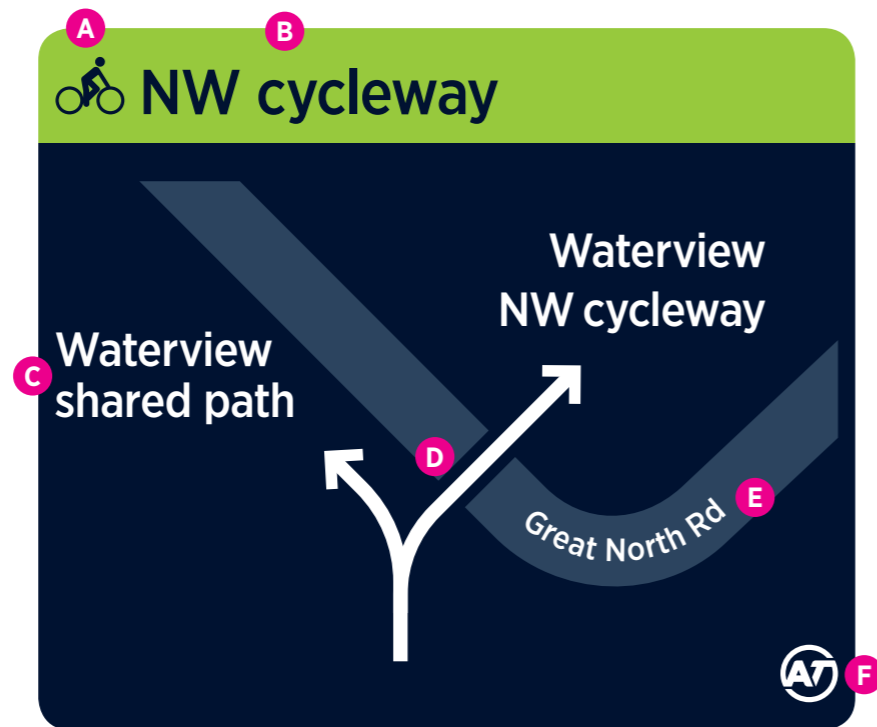 A
B
NW cycleway
Waterview
NW cycleway
C
Waterview
shared path
D
E
Great North Rd
AT
F